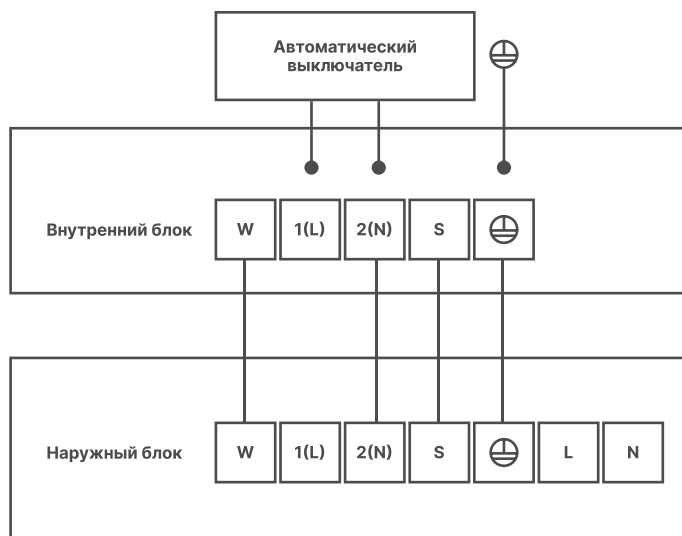 Автоматический
выключатель
Внутренний блок W 1(L) 2(N) S
Наружный блок W 1(L) 2(N) S L N